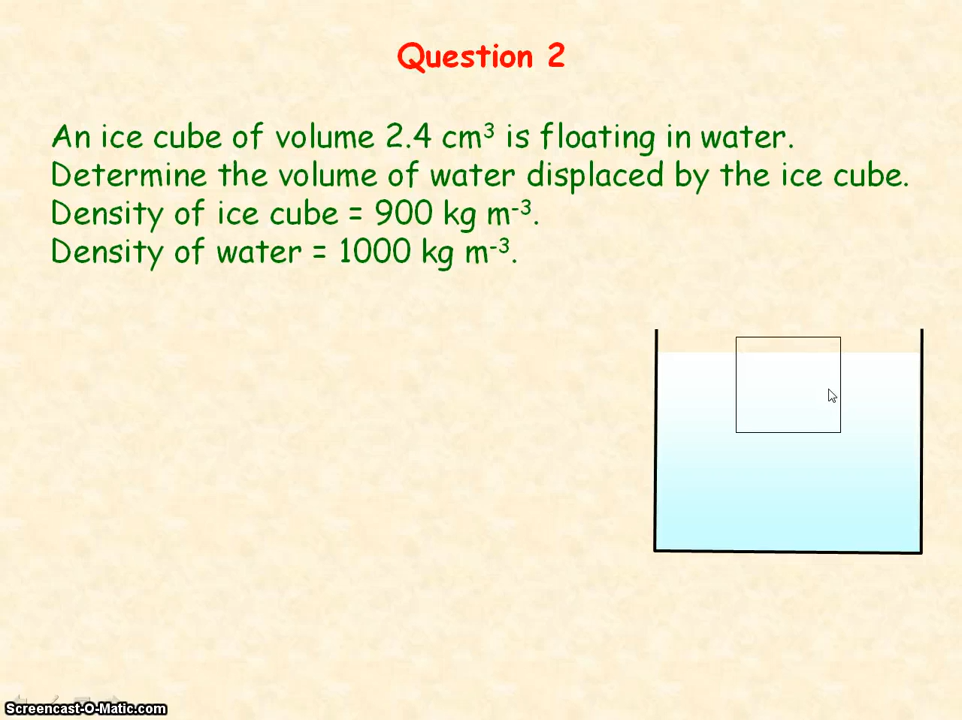 Question 2
An ice cube of volume 2.4 cm³ is floating in water.
Determine the volume of water displaced by the ice cube.
Density of ice cube = 900 kg m⁻³.
Density of water = 1000 kg m⁻³.
Screencast-O-Matic.com